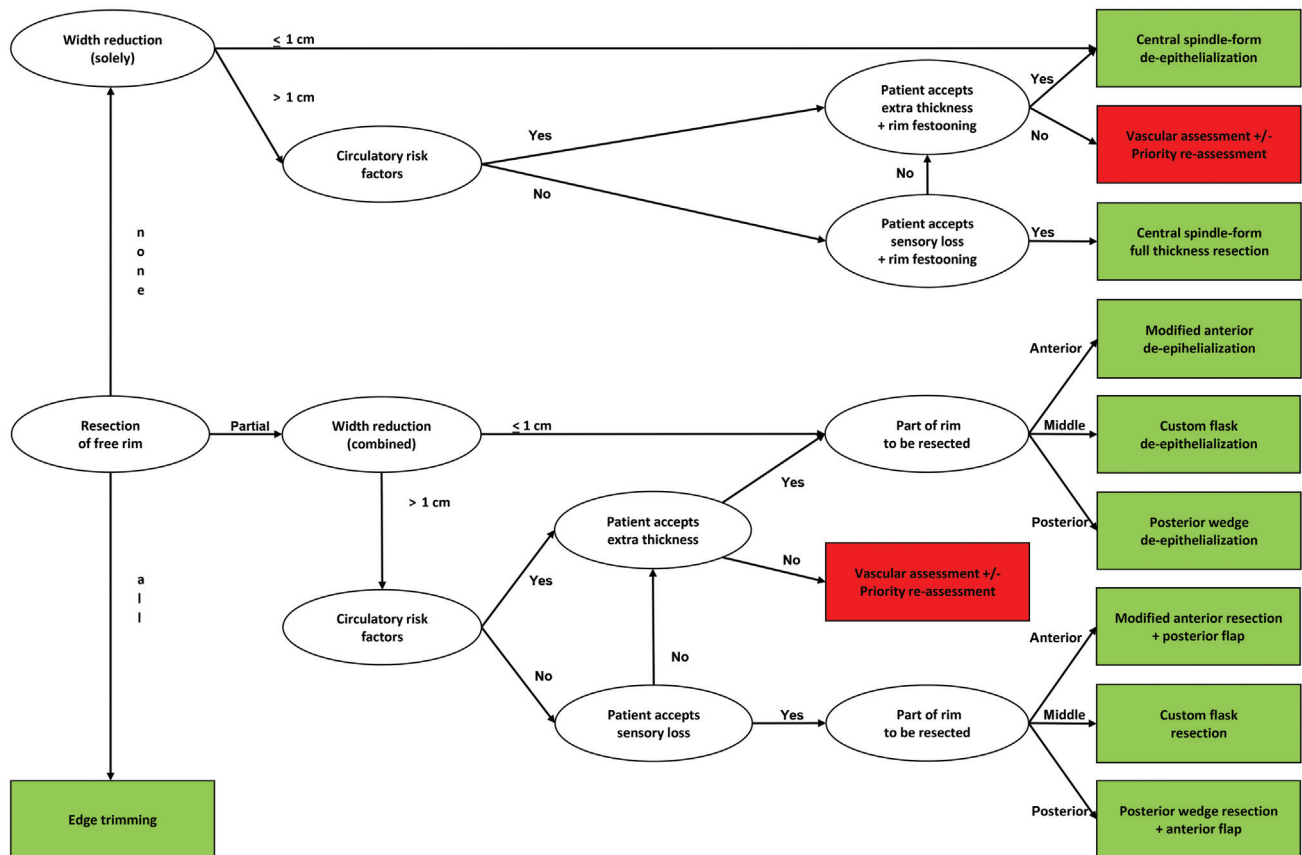 Width reduction
(solely)
≤ 1 cm
> 1 cm
Circulatory risk
factors
Yes
No
Patient accepts
extra thickness
+ rim festooning
Yes
No
No
Patient accepts
sensory loss
+ rim festooning
Yes
Central spindle-form
de-epithelialization
Vascular assessment +/-
Priority re-assessment
Central spindle-form
full thickness resection
n
o
n
e
Resection
of free rim
Partial
Width reduction
(combined)
≤ 1 cm
> 1 cm
Part of rim
to be resected
Anterior
Middle
Posterior
Modified anterior
de-epihelialization
Custom flask
de-epithelialization
Posterior wedge
de-epithelialization
Circulatory risk
factors
Yes
No
Patient accepts
extra thickness
Yes
No
Vascular assessment +/-
Priority re-assessment
No
Patient accepts
sensory loss
Yes
Part of rim
to be resected
Anterior
Middle
Posterior
Modified anterior resection
+ posterior flap
Custom flask
resection
Posterior wedge resection
+ anterior flap
a
l
l
Edge trimming